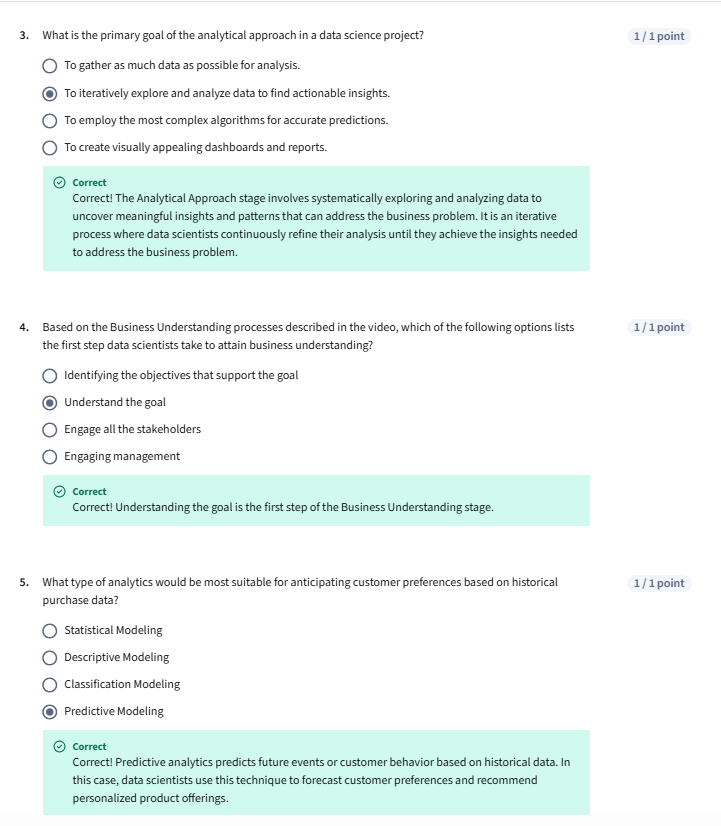 3. What is the primary goal of the analytical approach in a data science project? 1 / 1 point
To gather as much data as possible for analysis.
To iteratively explore and analyze data to find actionable insights.
To employ the most complex algorithms for accurate predictions.
To create visually appealing dashboards and reports.
Correct
Correct! The Analytical Approach stage involves systematically exploring and analyzing data to
uncover meaningful insights and patterns that can address the business problem. It is an iterative
process where data scientists continuously refine their analysis until they achieve the insights needed
to address the business problem.
4. Based on the Business Understanding processes described in the video, which of the following options lists 1 / 1 point
the first step data scientists take to attain business understanding?
Identifying the objectives that support the goal
Understand the goal
Engage all the stakeholders
Engaging management
Correct
Correct! Understanding the goal is the first step of the Business Understanding stage.
5. What type of analytics would be most suitable for anticipating customer preferences based on historical 1 / 1 point
purchase data?
Statistical Modeling
Descriptive Modeling
Classification Modeling
Predictive Modeling
Correct
Correct! Predictive analytics predicts future events or customer behavior based on historical data. In
this case, data scientists use this technique to forecast customer preferences and recommend
personalized product offerings.